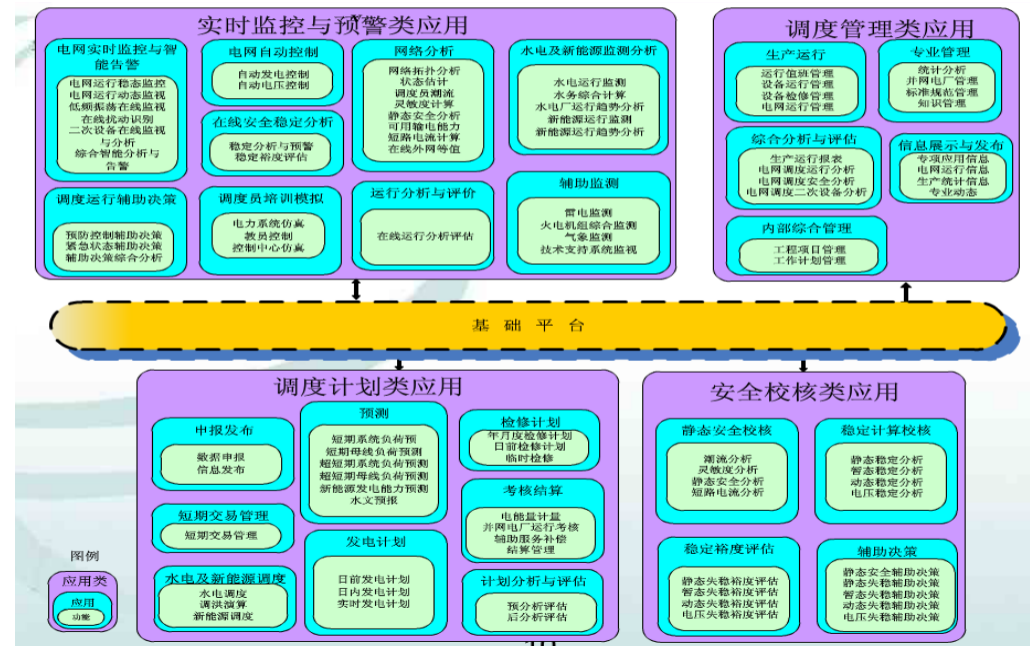 实时监控与预警类应用
电网实时监控与智
能告警
电网运行稳态监控
电网运行动态监视
低频振荡在线监视
在线扰动识别
二次设备在线监视
与分析
综合智能分析与
告警
电网自动控制
自动发电控制
自动电压控制
网络分析
网络拓扑分析
状态估计
调度员潮流
灵敏度计算
静态安全分析
可用输电能力
短路电流计算
在线外网等值
水电及新能源监测分析
水电运行监测
水务综合计算
水电厂运行趋势分析
新能源运行监测
新能源运行趋势分析
在线安全稳定分析
稳定分析与预警
稳定裕度评估
调度运行辅助决策
预防控制辅助决策
紧急状态辅助决策
辅助决策综合分析
调度员培训模拟
电力系统仿真
教员控制
控制中心仿真
运行分析与评价
在线运行分析评估
辅助监测
雷电监测
火电机组综合监测
气象监测
技术支持系统监视
调度管理类应用
生产运行
运行值班管理
设备运行管理
设备检修管理
电网运行管理
专业管理
统计分析
并网电厂管理
标准规范管理
知识管理
综合分析与评估
生产运行报表
电网调度运行分析
电网调度安全分析
电网调度二次设备分析
信息展示与发布
专项应用信息
电网运行信息
生产统计信息
专业动态
内部综合管理
工程项目管理
工作计划管理
基础平台
调度计划类应用
申报发布
数据申报
信息发布
预测
短期系统负荷预
短期母线负荷预测
超短期系统负荷预测
超短期母线负荷预测
新能源发电能力预测
水文预报
检修计划
年月度检修计划
日前检修计划
临时检修
短期交易管理
短期交易管理
发电计划
日前发电计划
日内发电计划
实时发电计划
考核结算
电能量计量
并网电厂运行考核
辅助服务补偿
结算管理
水电及新能源调度
水电调度
调洪演算
新能源调度
计划分析与评估
预分析评估
后分析评估
安全校核类应用
静态安全校核
潮流分析
灵敏度分析
静态安全分析
短路电流分析
稳定计算校核
静态稳定分析
暂态稳定分析
动态稳定分析
电压稳定分析
稳定裕度评估
静态失稳裕度评估
暂态失稳裕度评估
动态失稳裕度评估
电压失稳裕度评估
辅助决策
静态安全辅助决策
静态失稳辅助决策
暂态失稳辅助决策
动态失稳辅助决策
电压失稳辅助决策
图例
应用类
应用
功能